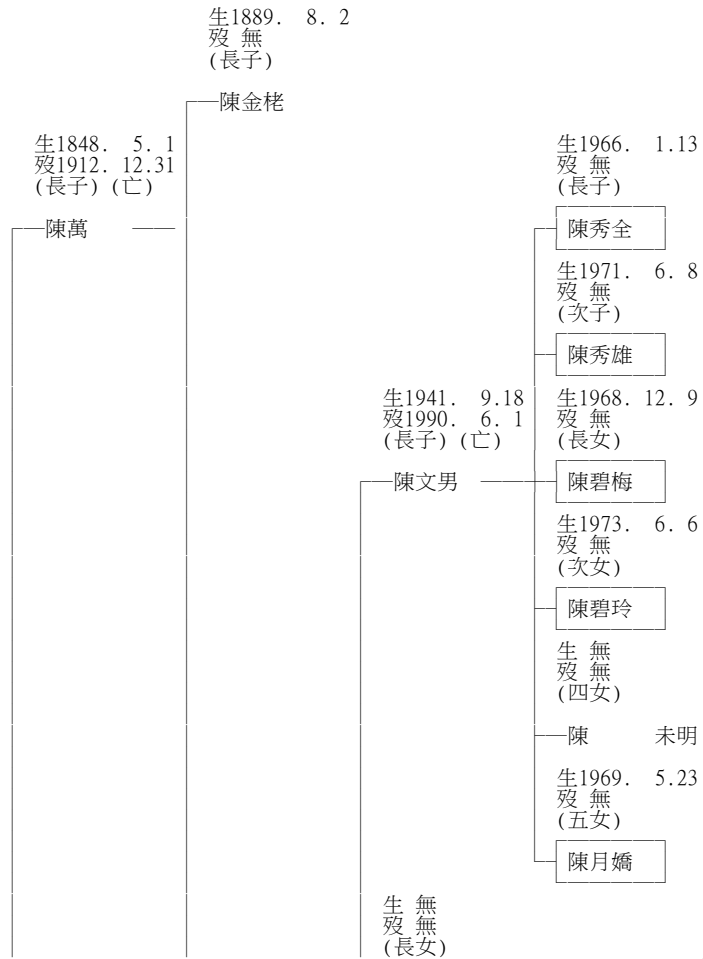 生1889. 8. 2
歿 無
(長子)
陳金栳
生1848. 5. 1
歿1912. 12.31
(長子)(亡)
陳萬
生1966. 1.13
歿 無
(長子)
陳秀全
生1971. 6. 8
歿 無
(次子)
陳秀雄
生1941. 9.18
歿1990. 6. 1
(長子)(亡)
陳文男
生1968. 12. 9
歿 無
(長女)
陳碧梅
生1973. 6. 6
歿 無
(次女)
陳碧玲
生 無
歿 無
(四女)
陳 未明
生1969. 5.23
歿 無
(五女)
陳月嬌
生 無
歿 無
(長女)